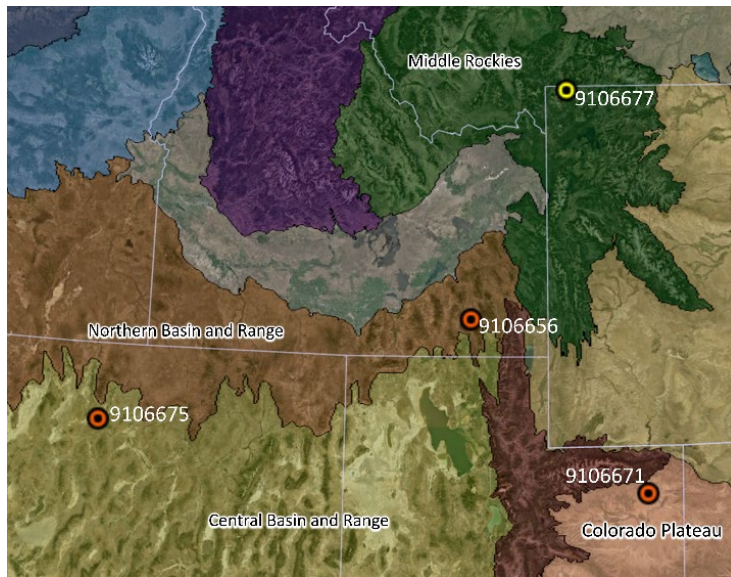 Middle Rockies
9106677
Northern Basin and Range
9106656
9106675
9106671
Central Basin and Range
Colorado Plateau